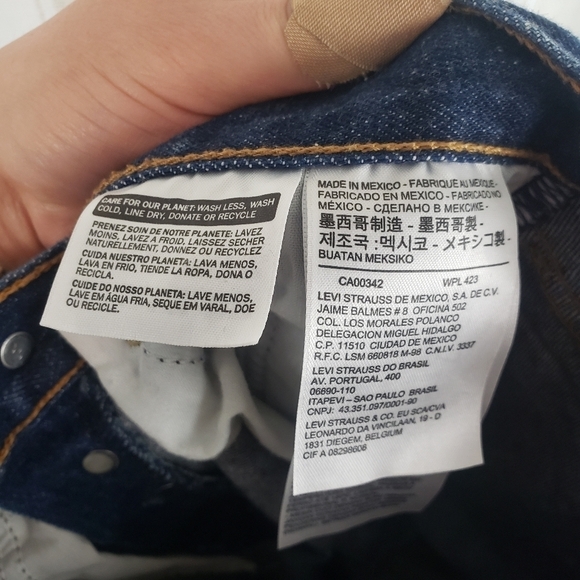 CARE FOR OUR PLANET: WASH LESS, WASH
COLD, LINE DRY, DONATE OR RECYCLE
PRENEZ SOIN DE NOTRE PLANETE: LAVEZ
MOINS, LAVEZ A FROID, LAISSEZ SECHER
NATURELLEMENT, DONNEZ OU RECYCLEZ
CUIDA NUESTRO PLANETA: LAVA MENOS,
LAVA EN FRIO, TIENDE LA ROPA, DONA O
RECICLA.
CUIDE DO NOSSO PLANETA: LAVE MENOS,
LAVE EM ÁGUA FRIA, SEQUE EM VARAL, DOE
OU RECICLE.
MADE IN MEXICO - FABRIQUE AU MEXIQUE -
FABRICADO EN MEXICO - FABRICADO NO
MÉXICO - СДЕЛАНО В МЕКСИКЕ -
墨西哥制造 - 墨西哥製 -
제조국 :멕시코 - メキシコ製 -
BUATAN MEKSIKO
CA00342 WPL 423
LEVI STRAUSS DE MEXICO, S.A. DE C.V.
JAIME BALMES # 8 OFICINA 502
COL. LOS MORALES POLANCO
DELEGACION MIGUEL HIDALGO
C.P. 11510 CIUDAD DE MEXICO
R.F.C. LSM 660818 M-98 C.N.I.V. 3337
LEVI STRAUSS DO BRASIL
AV. PORTUGAL, 400
06690-110
ITAPEVI - SAO PAULO BRASIL
CNPJ: 43.351.097/0001-90
LEVI STRAUSS & CO. EU SCA/CVA
LEONARDO DA VINCILAAN, 19 - D
1831 DIEGEM, BELGIUM
CIF A 08298606